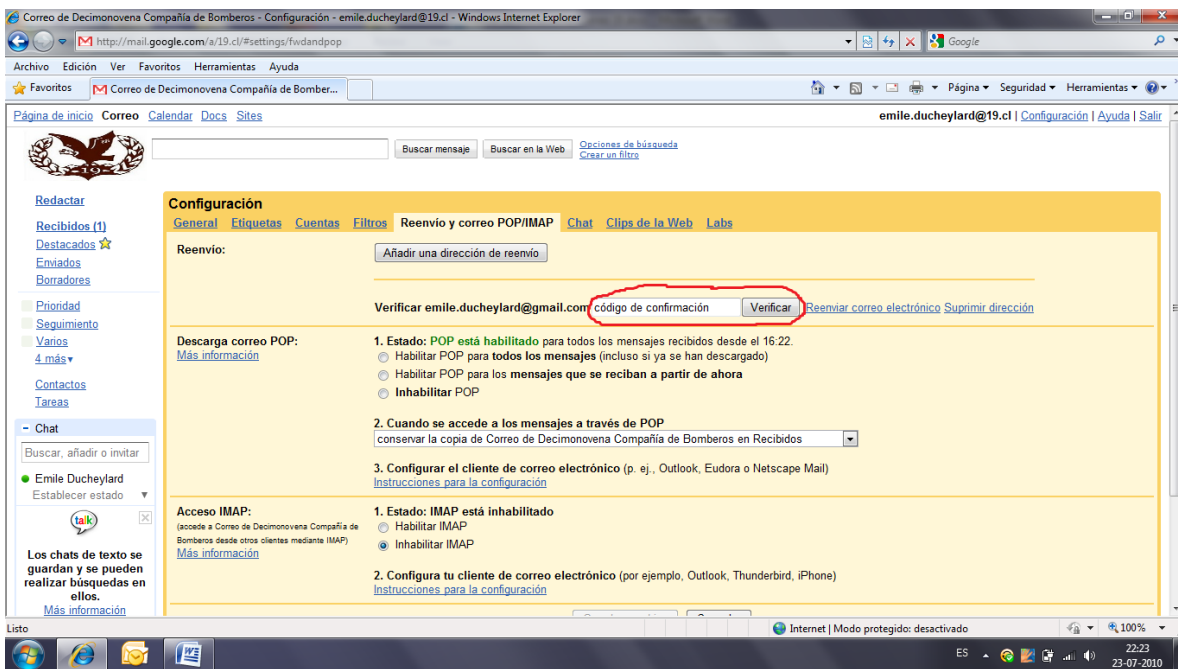 Correo de Decimonovena Compañía de Bomberos - Configuración - emile.ducheylard@19.cl - Windows Internet Explorer
http://mail.google.com/a/19.cl/#settings/fwdandpop
Google
Archivo Edición Ver Favoritos Herramientas Ayuda
Favoritos Correo de Decimonovena Compañía de Bomber... Página Seguridad Herramientas
Página de inicio Correo Calendar Docs Sites emile.ducheylard@19.cl | Configuración | Ayuda | Salir
Buscar mensaje Buscar en la Web Opciones de búsqueda
Crear un filtro
Redactar
Recibidos (1)
Destacados
Enviados
Borradores
Prioridad
Seguimiento
Varios
4 más
Contactos
Tareas
- Chat
Buscar, añadir o invitar
Emile Ducheylard
Establecer estado
talk
Los chats de texto se
guardan y se pueden
realizar búsquedas en
ellos.
Más información
Configuración
General Etiquetas Cuentas Filtros Reenvío y correo POP/IMAP Chat Clips de la Web Labs
Reenvío: Añadir una dirección de reenvío
Verificar emile.ducheylard@gmail.com código de confirmación Verificar Reenviar correo electrónico Suprimir dirección
Descarga correo POP:
Más información
1. Estado: POP está habilitado para todos los mensajes recibidos desde el 16:22.
Habilitar POP para todos los mensajes (incluso si ya se han descargado)
Habilitar POP para los mensajes que se reciban a partir de ahora
Inhabilitar POP
2. Cuando se accede a los mensajes a través de POP
conservar la copia de Correo de Decimonovena Compañía de Bomberos en Recibidos
3. Configurar el cliente de correo electrónico (p. ej., Outlook, Eudora o Netscape Mail)
Instrucciones para la configuración
Acceso IMAP:
(accede a Correo de Decimonovena Compañía de
Bomberos desde otros clientes mediante IMAP)
Más información
1. Estado: IMAP está inhabilitado
Habilitar IMAP
Inhabilitar IMAP
2. Configura tu cliente de correo electrónico (por ejemplo, Outlook, Thunderbird, iPhone)
Instrucciones para la configuración
Listo Internet | Modo protegido: desactivado 100%
ES 22:23
23-07-2010